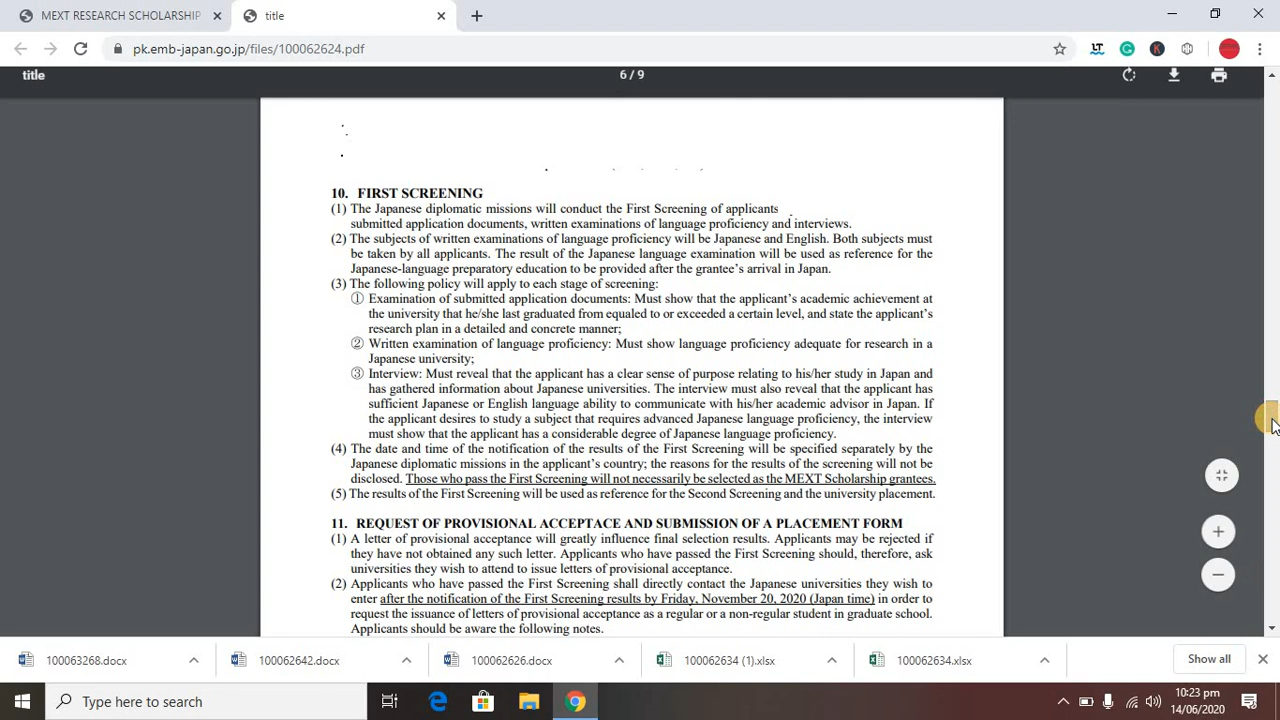 MEXT RESEARCH SCHOLARSHIP
title
pk.emb-japan.go.jp/files/100062624.pdf
title
6 / 9
10. FIRST SCREENING
(1) The Japanese diplomatic missions will conduct the First Screening of applicants
submitted application documents, written examinations of language proficiency and interviews.
(2) The subjects of written examinations of language proficiency will be Japanese and English. Both subjects must
be taken by all applicants. The result of the Japanese language examination will be used as reference for the
Japanese-language preparatory education to be provided after the grantee's arrival in Japan.
(3) The following policy will apply to each stage of screening:
① Examination of submitted application documents: Must show that the applicant's academic achievement at
the university that he/she last graduated from equaled to or exceeded a certain level, and state the applicant's
research plan in a detailed and concrete manner;
② Written examination of language proficiency: Must show language proficiency adequate for research in a
Japanese university;
③ Interview: Must reveal that the applicant has a clear sense of purpose relating to his/her study in Japan and
has gathered information about Japanese universities. The interview must also reveal that the applicant has
sufficient Japanese or English language ability to communicate with his/her academic advisor in Japan. If
the applicant desires to study a subject that requires advanced Japanese language proficiency, the interview
must show that the applicant has a considerable degree of Japanese language proficiency.
(4) The date and time of the notification of the results of the First Screening will be specified separately by the
Japanese diplomatic missions in the applicant's country; the reasons for the results of the screening will not be
disclosed. Those who pass the First Screening will not necessarily be selected as the MEXT Scholarship grantees.
(5) The results of the First Screening will be used as reference for the Second Screening and the university placement.
11. REQUEST OF PROVISIONAL ACCEPTACE AND SUBMISSION OF A PLACEMENT FORM
(1) A letter of provisional acceptance will greatly influence final selection results. Applicants may be rejected if
they have not obtained any such letter. Applicants who have passed the First Screening should, therefore, ask
universities they wish to attend to issue letters of provisional acceptance.
(2) Applicants who have passed the First Screening shall directly contact the Japanese universities they wish to
enter after the notification of the First Screening results by Friday, November 20, 2020 (Japan time) in order to
request the issuance of letters of provisional acceptance as a regular or a non-regular student in graduate school.
Applicants should be aware the following notes.
100063268.docx
100062642.docx
100062626.docx
100062634 (1).xlsx
100062634.xlsx
Show all
Type here to search
10:23 pm
14/06/2020